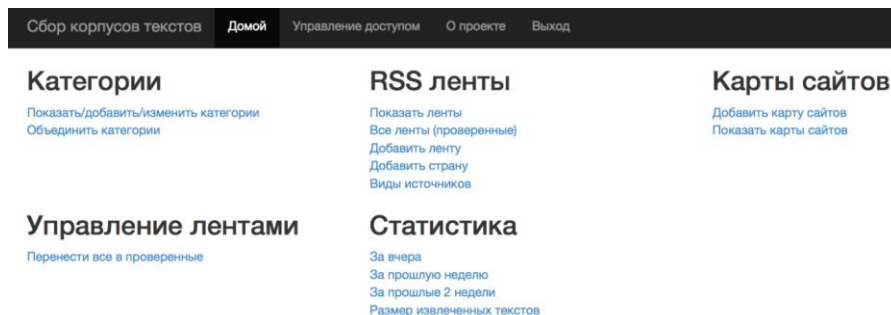 Сбор корпусов текстов Домой Управление доступом О проекте Выход
Категории
Показать/добавить/изменить категории
Объединить категории
RSS ленты
Показать ленты
Все ленты (проверенные)
Добавить ленту
Добавить страну
Виды источников
Карты сайтов
Добавить карту сайтов
Показать карты сайтов
Управление лентами
Перенести все в проверенные
Статистика
За вчера
За прошлую неделю
За прошлые 2 недели
Размер извлеченных текстов